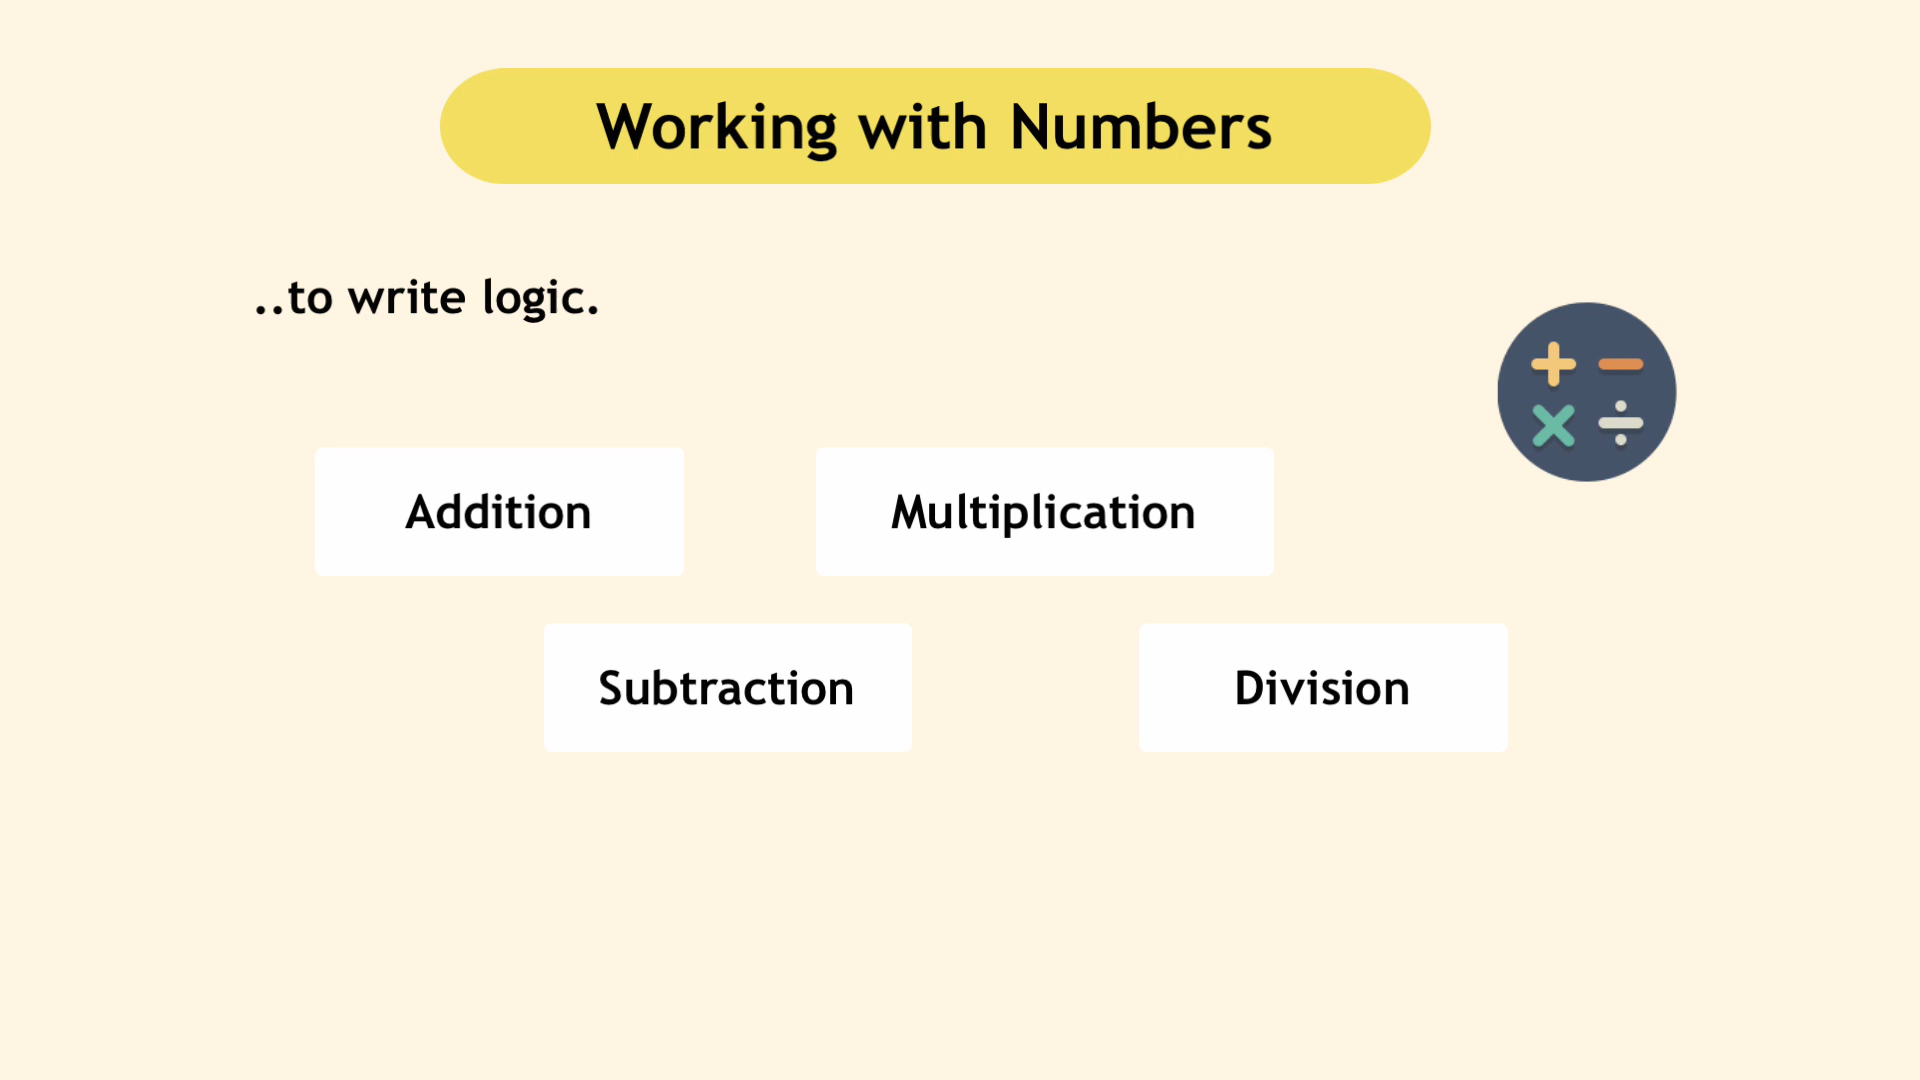 Working with Numbers
..to write logic.
Addition
Multiplication
Subtraction
Division